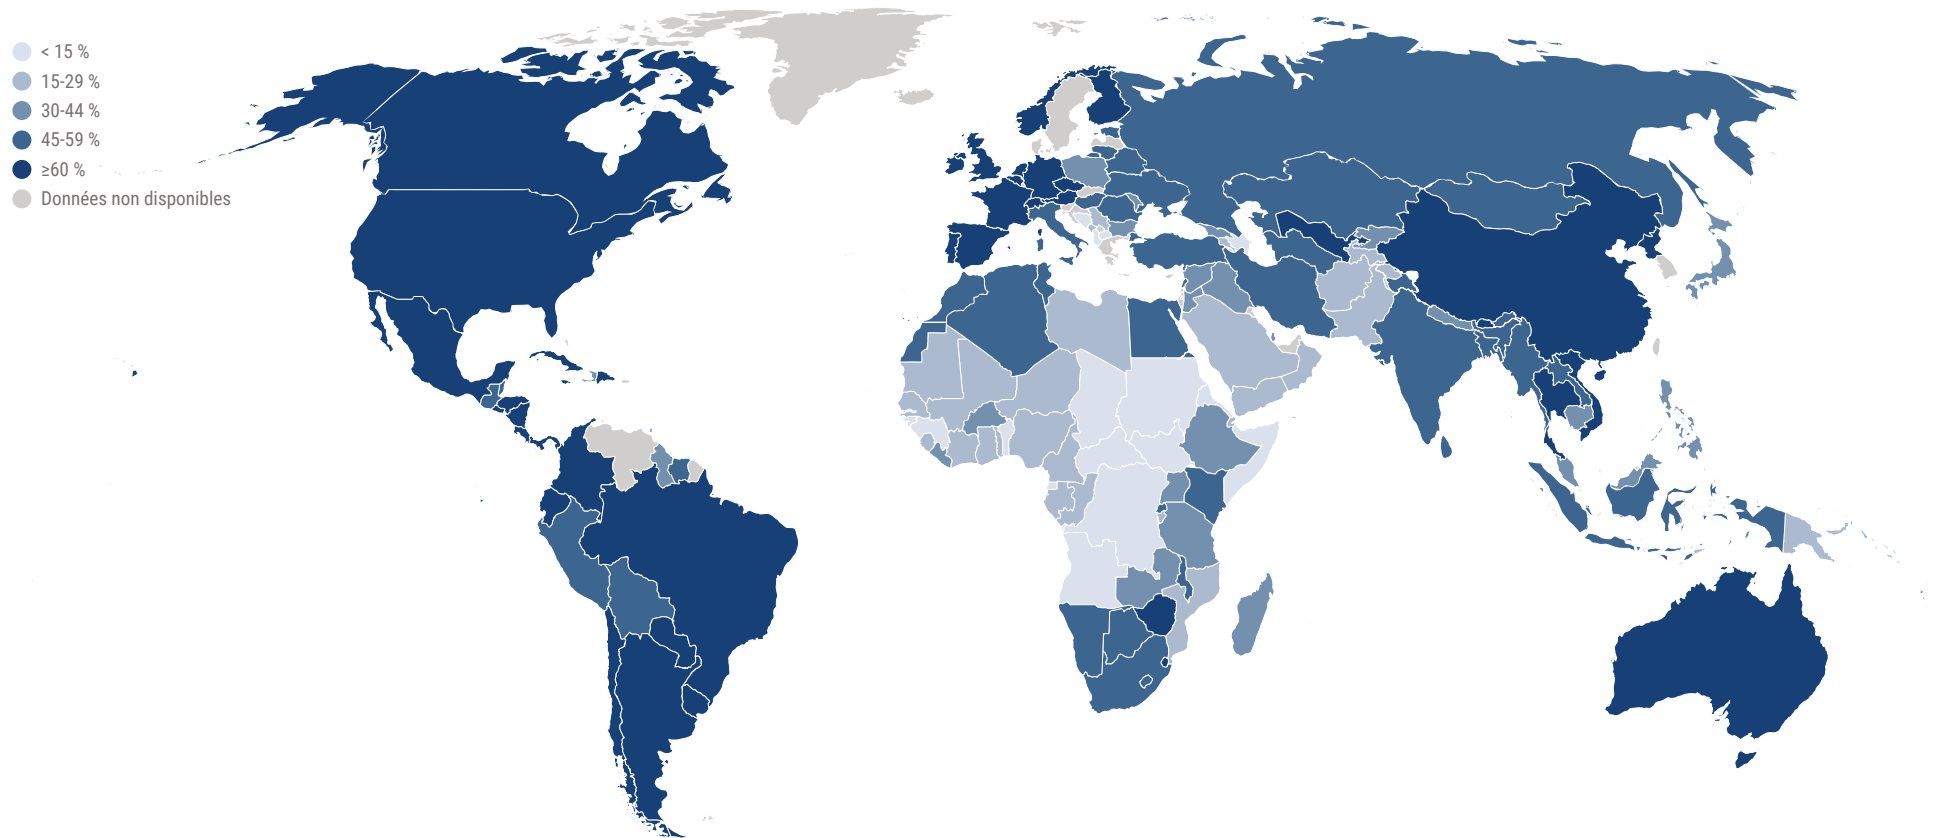 < 15 %
15-29 %
30-44 %
45-59 %
≥60 %
Données non disponibles